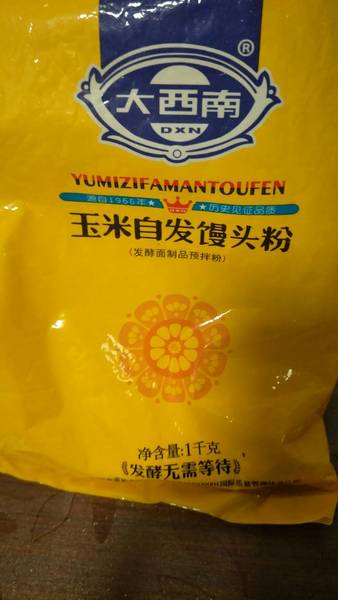 ®
大西南
DXN
YUMIZIFAMANTOUFEN
源自1966年★ ★历史见证品质
玉米自发馒头粉
(发酵面制品预拌粉)
净含量:1千克
《发酵无需等待》